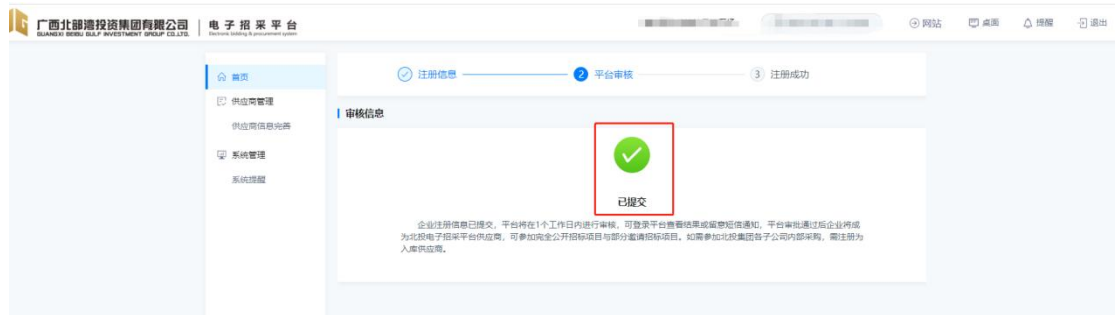 广西北部湾投资集团有限公司 电子招采平台
GUANGXI BEIBU GULF INVESTMENT GROUP CO.,LTD. Electronic bidding & procurement system
网站 桌面 提醒 退出
首页
供应商管理
供应商信息完善
系统管理
系统提醒
注册信息 2 平台审核 3 注册成功
审核信息
已提交
企业注册信息已提交，平台将在1个工作日内进行审核，可登录平台查看结果或留意短信通知，平台审批通过后企业将成
为北投电子招采平台供应商，可参加完全公开招标项目与部分邀请招标项目。如需参加北投集团各子公司内部采购，需注册为
入库供应商。